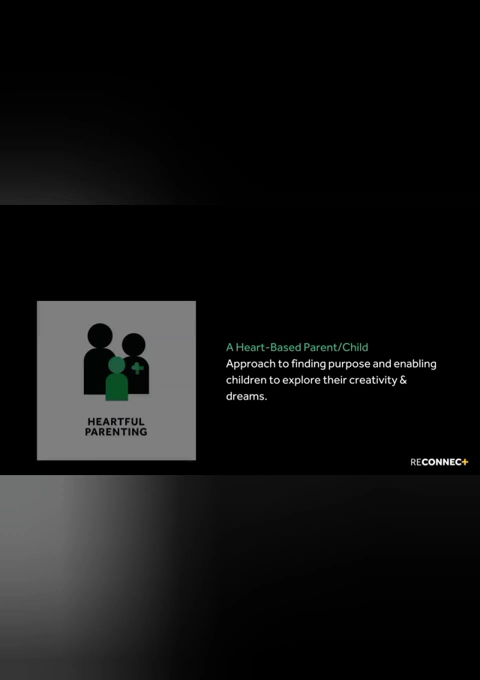 HEARTFUL
PARENTING
A Heart-Based Parent/Child
Approach to finding purpose and enabling
children to explore their creativity &
dreams.
RECONNEC+